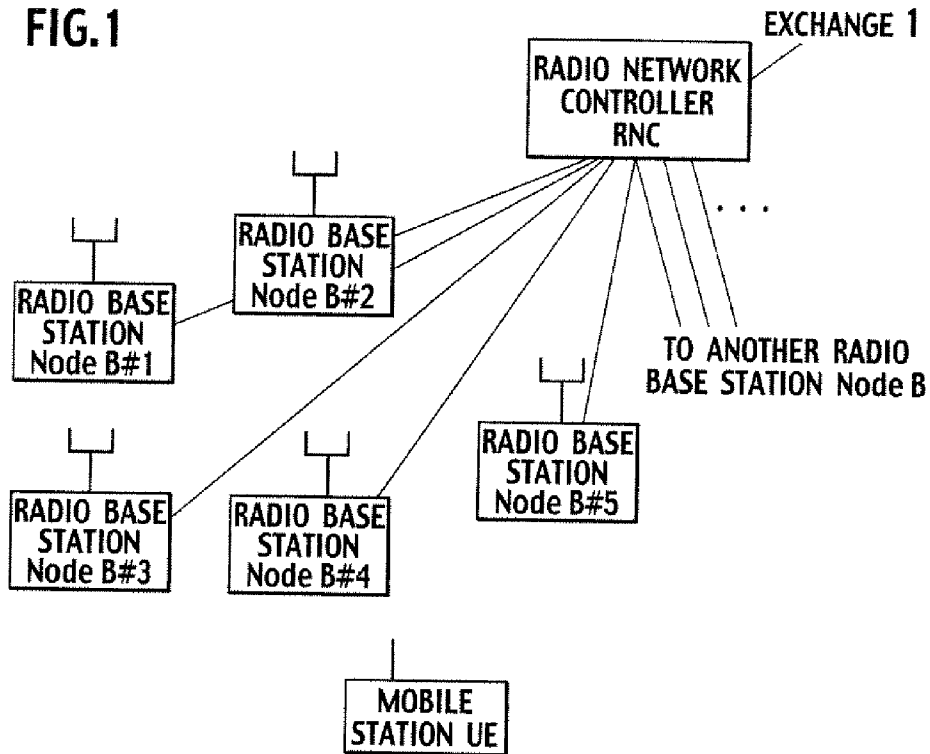 FIG.1
EXCHANGE 1
RADIO NETWORK
CONTROLLER
RNC
RADIO BASE
STATION
Node B#2
. . .
RADIO BASE
STATION
Node B#1
TO ANOTHER RADIO
BASE STATION Node B
RADIO BASE
STATION
Node B#5
RADIO BASE
STATION
Node B#3
RADIO BASE
STATION
Node B#4
MOBILE
STATION UE